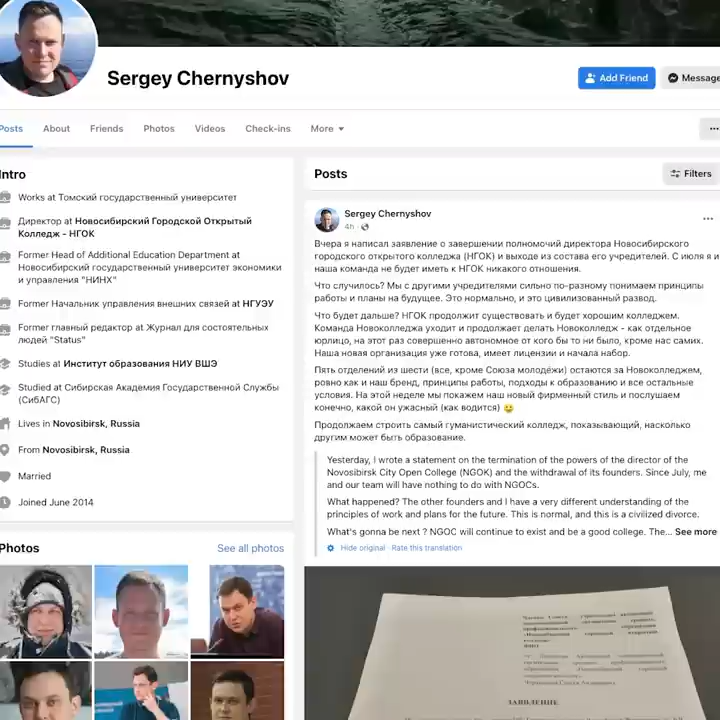 Sergey Chernyshov
Add Friend
Message
Posts
About
Friends
Photos
Videos
Check-ins
More
Intro
Works at Томский государственный университет
Директор at Новосибирский Городской Открытый
Колледж - НГОК
Former Head of Additional Education Department at
Новосибирский государственный университет экономики
и управления "НИНХ"
Former Начальник управления внешних связей at НГУЭУ
Former главный редактор at Журнал для состоятельных
людей "Status"
Studies at Институт образования НИУ ВШЭ
Studied at Сибирская Академия Государственной Службы
(СибАГС)
Lives in Novosibirsk, Russia
From Novosibirsk, Russia
Married
Joined June 2014
Photos
See all photos
Posts
Filters
Sergey Chernyshov
4h
Вчера я написал заявление о завершении полномочий директора Новосибирского
городского открытого колледжа (НГОК) и выходе из состава его учредителей. С июля я и
наша команда не будет иметь к НГОК никакого отношения.
Что случилось? Мы с другими учредителями сильно по-разному понимаем принципы
работы и планы на будущее. Это нормально, и это цивилизованный развод.
Что будет дальше? НГОК продолжит существовать и будет хорошим колледжем.
Команда Новоколледжа уходит и продолжает делать Новоколледж - как отдельное
юрлицо, на этот раз совершенно автономное от кого бы то ни было, кроме нас самих.
Наша новая организация уже готова, имеет лицензии и начала набор.
Пять отделений из шести (все, кроме Союза молодёжи) остаются за Новоколледжем,
ровно как и наш бренд, принципы работы, подходы к образованию и все остальные
условия. На этой неделе мы покажем наш новый фирменный стиль и послушаем
конечно, какой он ужасный (как водится)
Продолжаем строить самый гуманистический колледж, показывающий, насколько
другим может быть образование.
Yesterday, I wrote a statement on the termination of the powers of the director of the
Novosibirsk City Open College (NGOK) and the withdrawal of its founders. Since July, me
and our team will have nothing to do with NGOCs.
What happened? The other founders and I have a very different understanding of the
principles of work and plans for the future. This is normal, and this is a civilized divorce.
What's gonna be next ? NGOC will continue to exist and be a good college. The... See more
Hide original · Rate this translation
ЗАЯВЛЕНИЕ